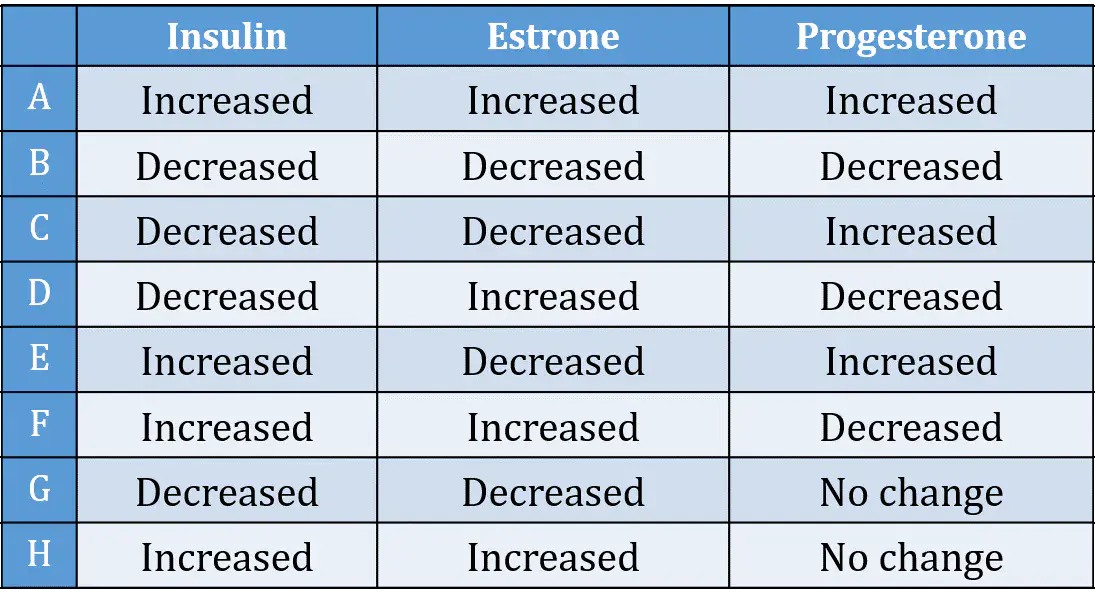 Insulin Estrone Progesterone
A Increased Increased Increased
B Decreased Decreased Decreased
C Decreased Decreased Increased
D Decreased Increased Decreased
E Increased Decreased Increased
F Increased Increased Decreased
G Decreased Decreased No change
H Increased Increased No change